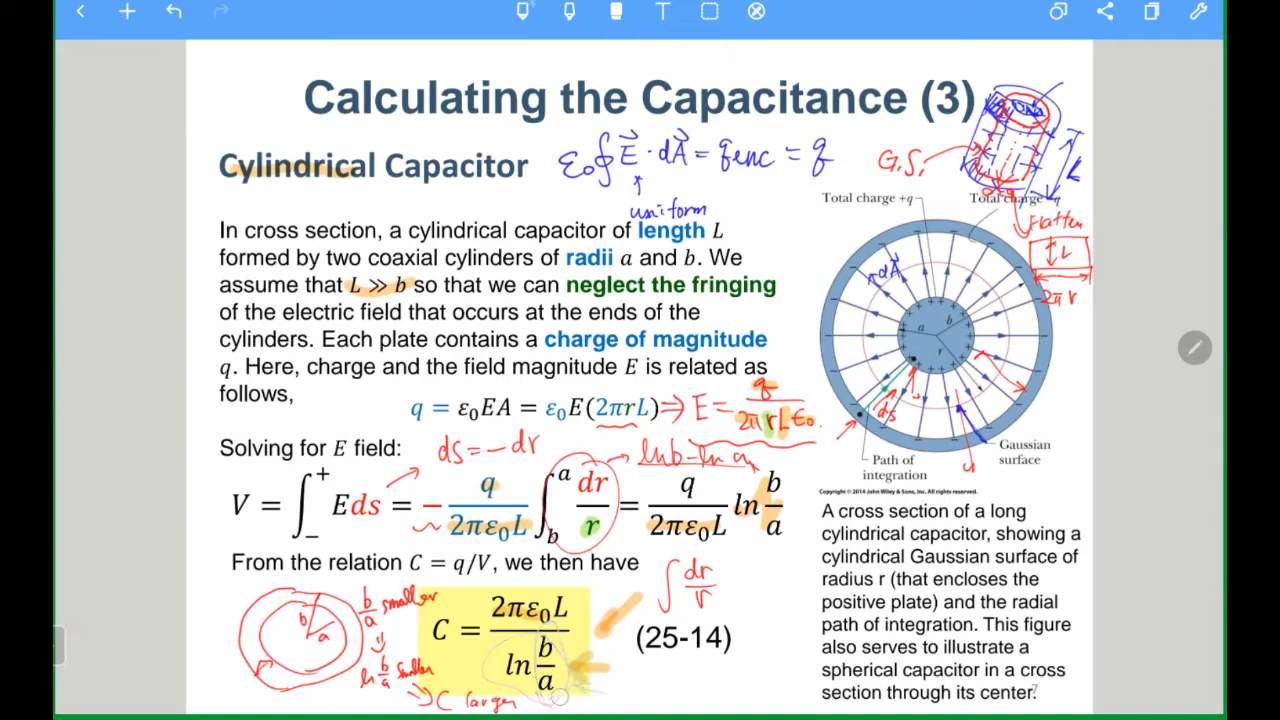 Calculating the Capacitance (3)
Cylindrical Capacitor
ε₀∮E⃗·dA⃗ = qenc = q
uniform
G.S.
L
In cross section, a cylindrical capacitor of length L
formed by two coaxial cylinders of radii a and b. We
assume that L ≫ b so that we can neglect the fringing
of the electric field that occurs at the ends of the
cylinders. Each plate contains a charge of magnitude
q. Here, charge and the field magnitude E is related as
follows,
q = ε₀EA = ε₀E(2πrL) ⇒ E = q/(2πrLε₀).
Solving for E field:
ds = −dr
ln b − ln a
V = ∫₋⁺ Eds = − q/(2πε₀L) ∫_b^a dr/r = q/(2πε₀L) ln b/a
From the relation C = q/V, we then have
∫ dr/r
C = 2πε₀L / ln b/a
(25-14)
b
a
b/a smaller
⇓
ln b/a smaller
⇒ C larger
Total charge +q
Total charge −q
Flatten
L
2πr
dA⃗
a
b
r
ds
Path of
integration
Gaussian
surface
Copyright © 2014 John Wiley & Sons, Inc. All rights reserved.
A cross section of a long
cylindrical capacitor, showing a
cylindrical Gaussian surface of
radius r (that encloses the
positive plate) and the radial
path of integration. This figure
also serves to illustrate a
spherical capacitor in a cross
section through its center.
7